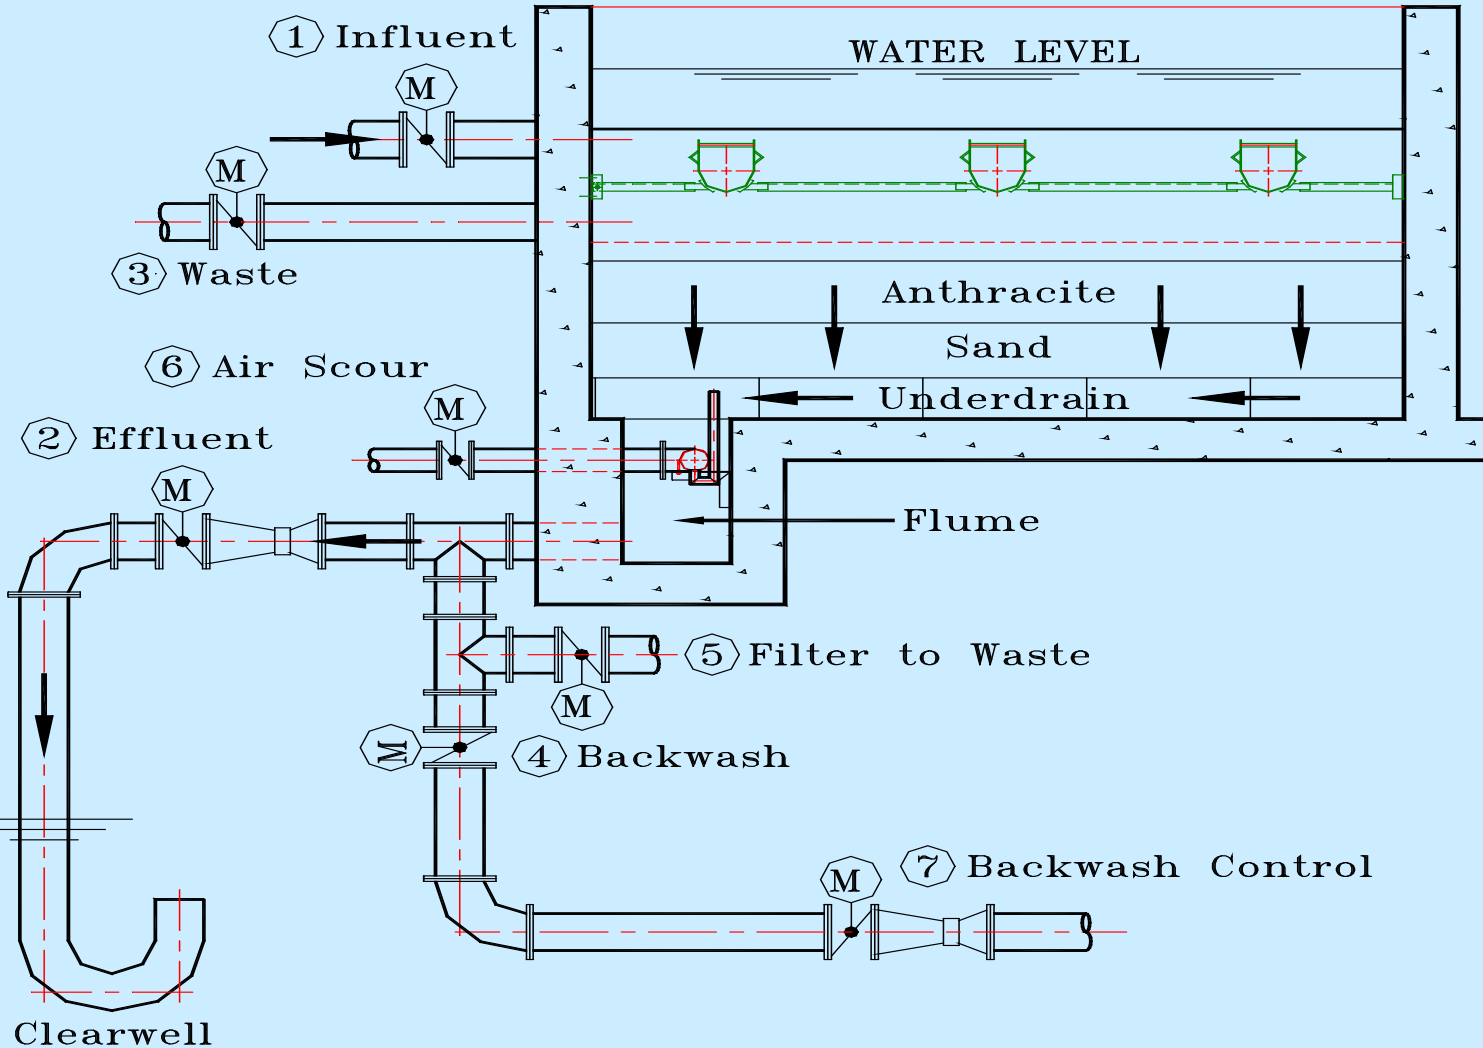 1 Influent
WATER LEVEL
M
M
3 Waste
Anthracite
Sand
6 Air Scour
M
Underdrain
2 Effluent
M
Flume
5 Filter to Waste
M
M
4 Backwash
M
7 Backwash Control
Clearwell